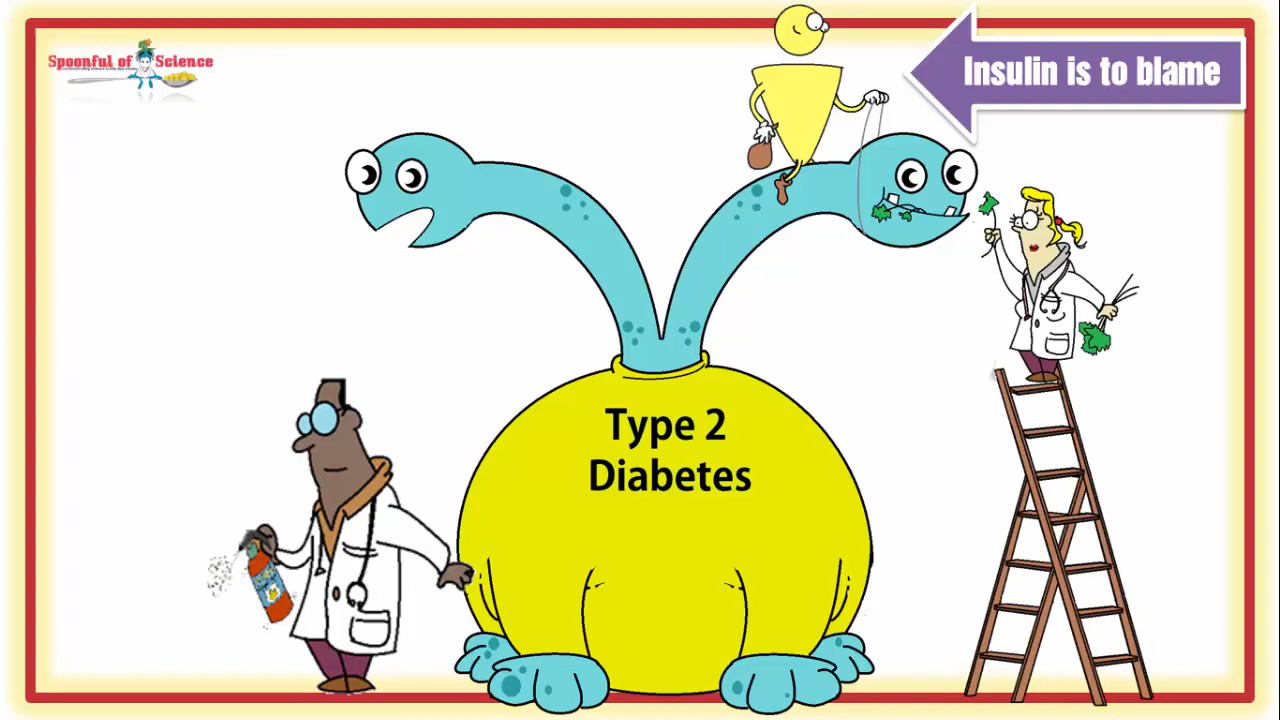 Spoonful of Science
Insulin is to blame
Type 2
Diabetes